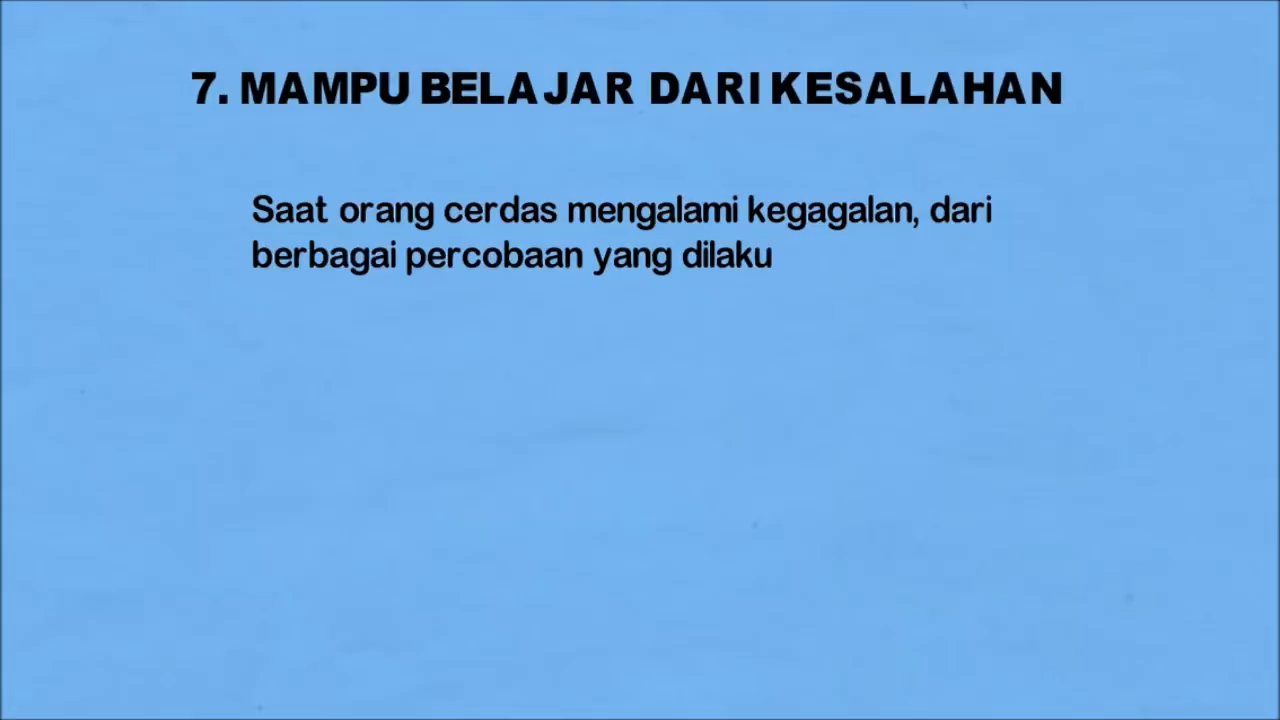 7. MAMPU BELAJAR DARI KESALAHAN
Saat orang cerdas mengalami kegagalan, dari
berbagai percobaan yang dilaku